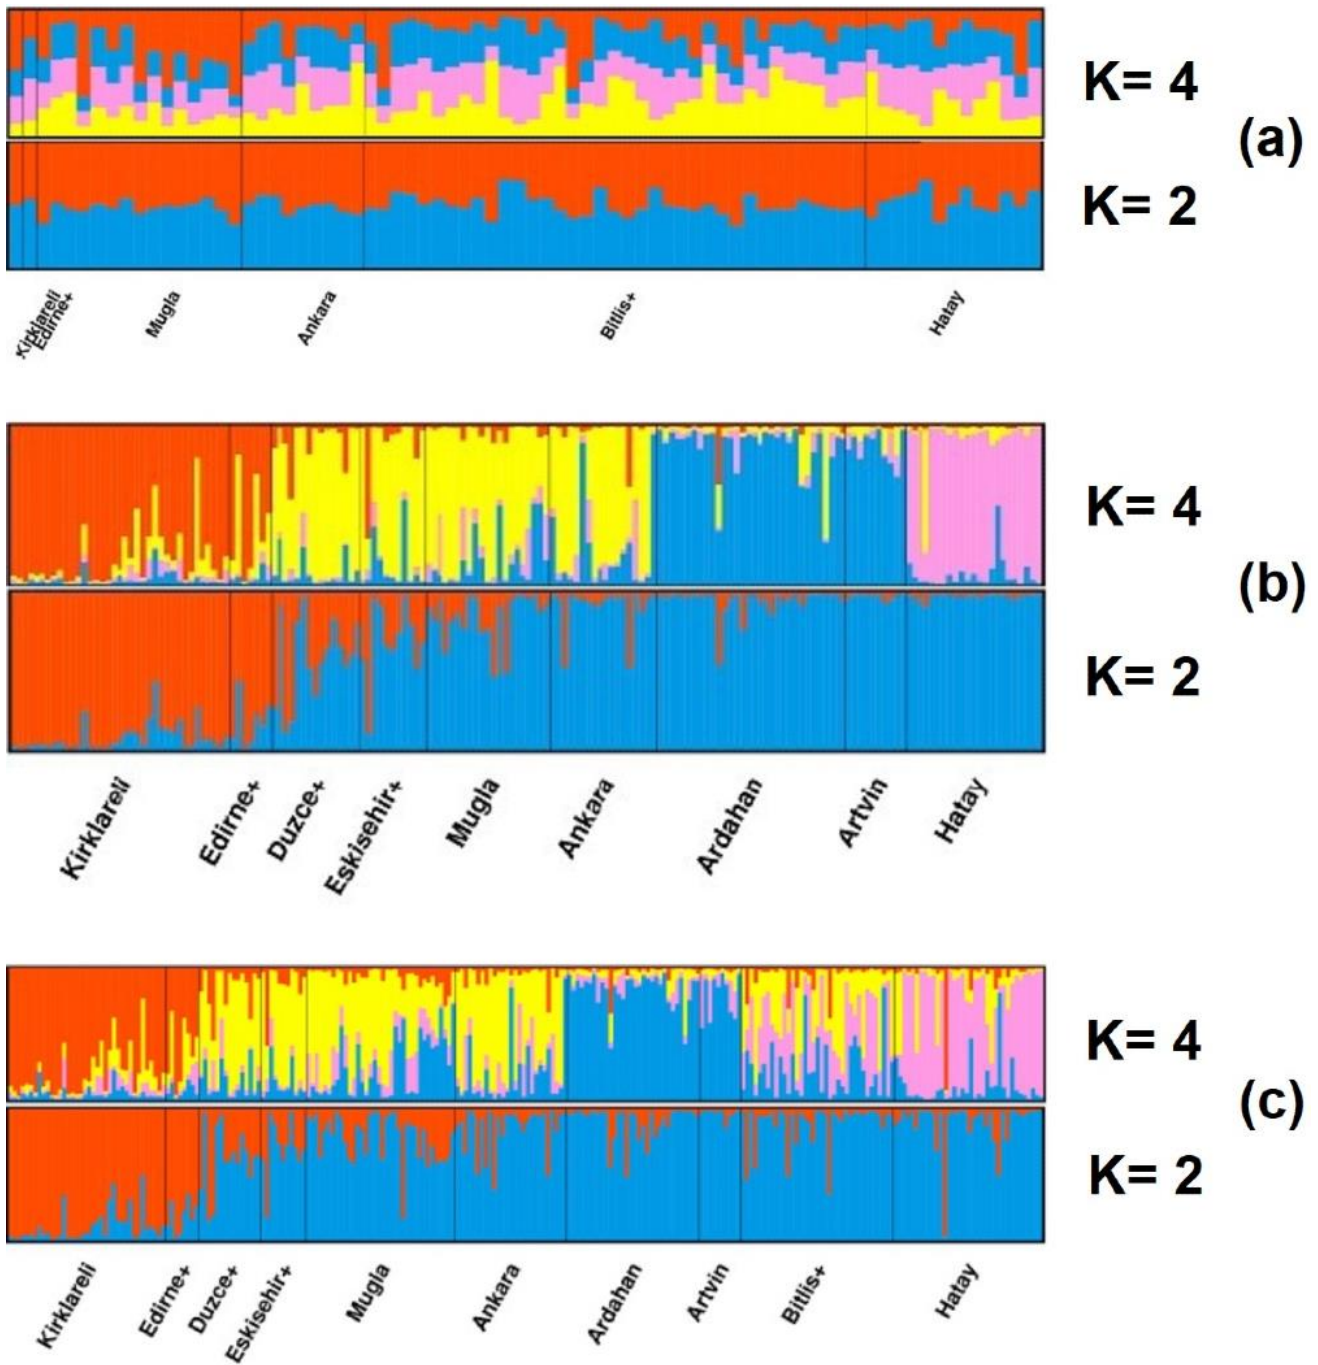 K= 4
(a)
K= 2
Kirklareli
Edirne+
Mugla
Ankara
Bitlis+
Hatay
K= 4
(b)
K= 2
Kirklareli
Edirne+
Duzce+
Eskisehir+
Mugla
Ankara
Ardahan
Artvin
Hatay
K= 4
(c)
K= 2
Kirklareli
Edirne+
Duzce+
Eskisehir+
Mugla
Ankara
Ardahan
Artvin
Bitlis+
Hatay